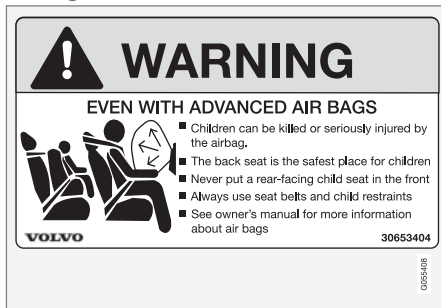 WARNING
EVEN WITH ADVANCED AIR BAGS
■ Children can be killed or seriously injured by
the airbag.
■ The back seat is the safest place for children
■ Never put a rear-facing child seat in the front
■ Always use seat belts and child restraints
■ See owner's manual for more information
about air bags
VOLVO
30653404
G055408